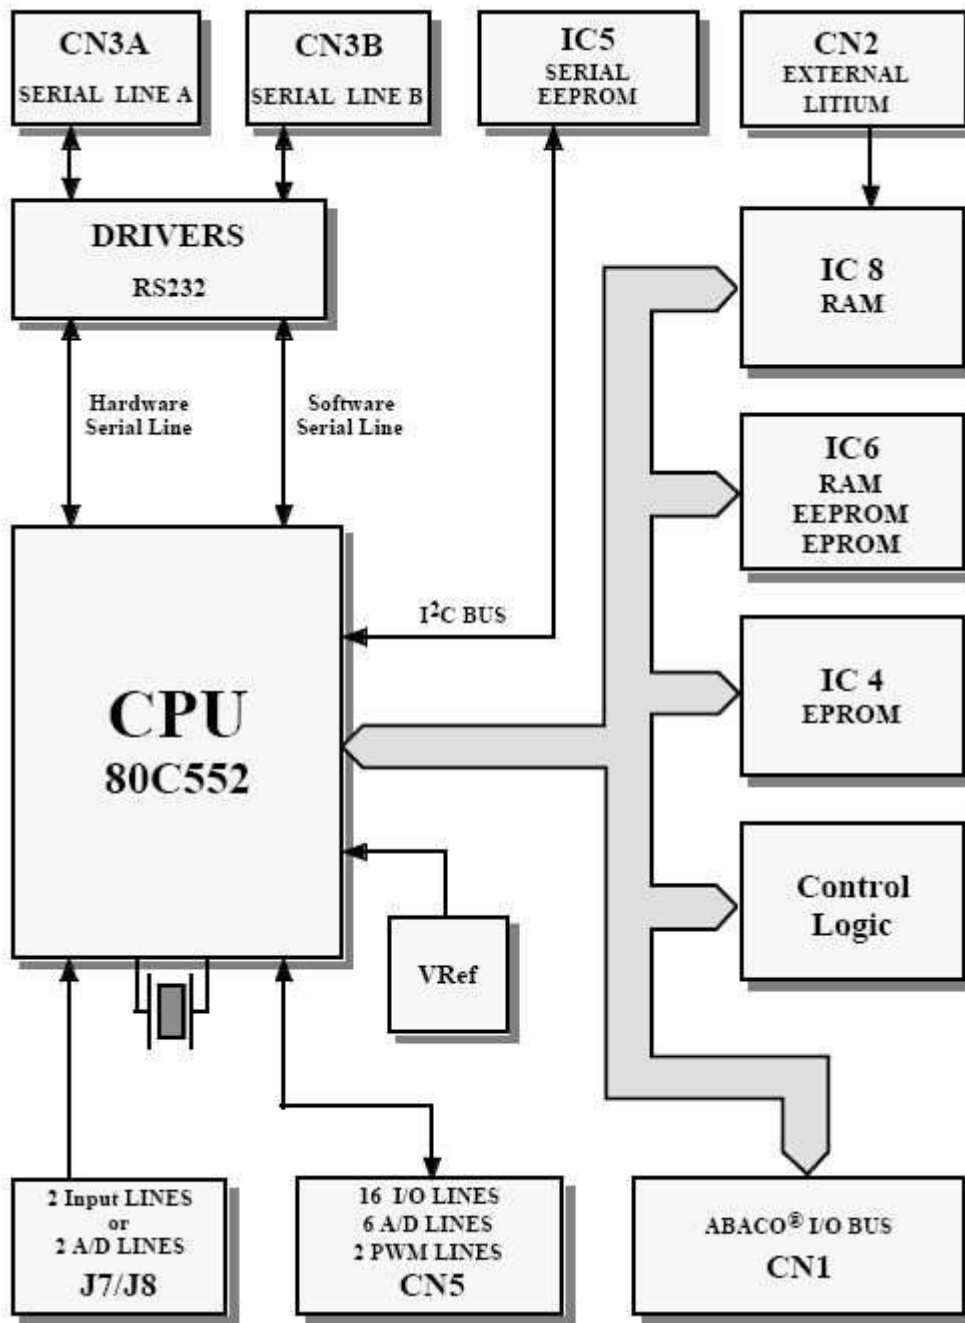 CN3A
SERIAL LINE A
CN3B
SERIAL LINE B
IC5
SERIAL
EEPROM
CN2
EXTERNAL
LITIUM
DRIVERS
RS232
IC 8
RAM
Hardware
Serial Line
Software
Serial Line
IC6
RAM
EEPROM
EPROM
I²C BUS
CPU
80C552
IC 4
EPROM
Control
Logic
VRef
2 Input LINES
or
2 A/D LINES
J7/J8
16 I/O LINES
6 A/D LINES
2 PWM LINES
CN5
ABACO® I/O BUS
CN1